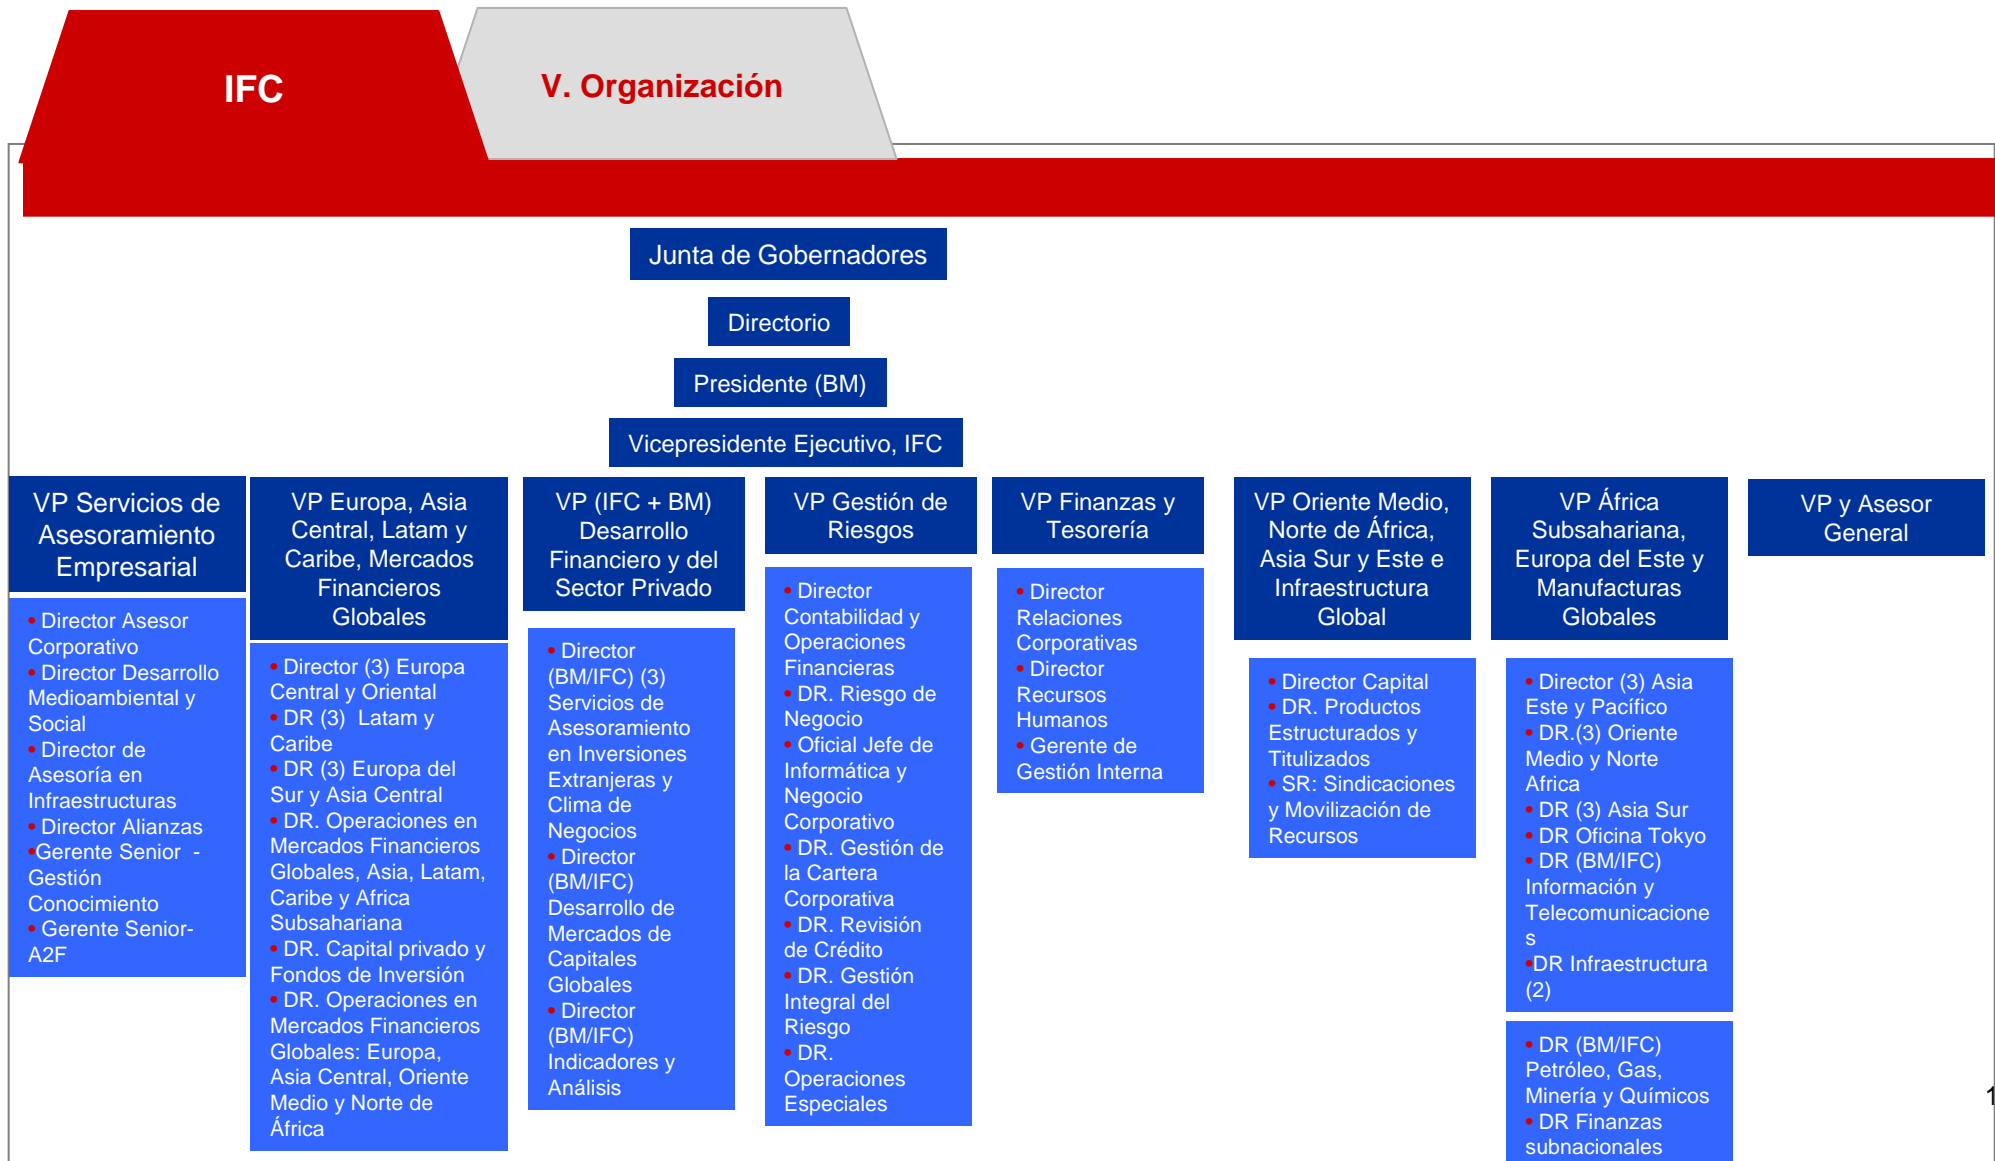 IFC
V. Organización
Junta de Gobernadores
Directorio
Presidente (BM)
Vicepresidente Ejecutivo, IFC
VP Servicios de
Asesoramiento
Empresarial
• Director Asesor
Corporativo
• Director Desarrollo
Medioambiental y
Social
• Director de
Asesoría en
Infraestructuras
• Director Alianzas
•Gerente Senior -
Gestión
Conocimiento
• Gerente Senior-
A2F
VP Europa, Asia
Central, Latam y
Caribe, Mercados
Financieros
Globales
• Director (3) Europa
Central y Oriental
• DR (3) Latam y
Caribe
• DR (3) Europa del
Sur y Asia Central
• DR. Operaciones en
Mercados Financieros
Globales, Asia, Latam,
Caribe y Africa
Subsahariana
• DR. Capital privado y
Fondos de Inversión
• DR. Operaciones en
Mercados Financieros
Globales: Europa,
Asia Central, Oriente
Medio y Norte de
África
VP (IFC + BM)
Desarrollo
Financiero y del
Sector Privado
• Director
(BM/IFC) (3)
Servicios de
Asesoramiento
en Inversiones
Extranjeras y
Clima de
Negocios
• Director
(BM/IFC)
Desarrollo de
Mercados de
Capitales
Globales
• Director
(BM/IFC)
Indicadores y
Análisis
VP Gestión de
Riesgos
• Director
Contabilidad y
Operaciones
Financieras
• DR. Riesgo de
Negocio
• Oficial Jefe de
Informática y
Negocio
Corporativo
• DR. Gestión de
la Cartera
Corporativa
• DR. Revisión
de Crédito
• DR. Gestión
Integral del
Riesgo
• DR.
Operaciones
Especiales
VP Finanzas y
Tesorería
• Director
Relaciones
Corporativas
• Director
Recursos
Humanos
• Gerente de
Gestión Interna
VP Oriente Medio,
Norte de África,
Asia Sur y Este e
Infraestructura
Global
• Director Capital
• DR. Productos
Estructurados y
Titulizados
• SR: Sindicaciones
y Movilización de
Recursos
VP África
Subsahariana,
Europa del Este y
Manufacturas
Globales
• Director (3) Asia
Este y Pacífico
• DR.(3) Oriente
Medio y Norte
Africa
• DR (3) Asia Sur
• DR Oficina Tokyo
• DR (BM/IFC)
Información y
Telecomunicacione
s
•DR Infraestructura
(2)
• DR (BM/IFC)
Petróleo, Gas,
Minería y Químicos
• DR Finanzas
subnacionales
VP y Asesor
General
1